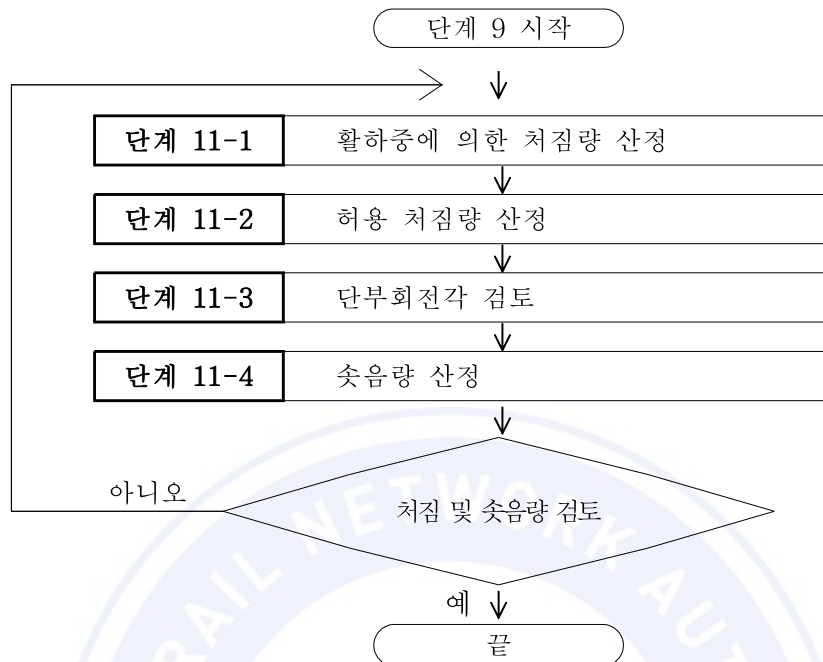 단계 9 시작
단계 11-1 활하중에 의한 처짐량 산정
단계 11-2 허용 처짐량 산정
단계 11-3 단부회전각 검토
단계 11-4 솟음량 산정
아니오
처짐 및 솟음량 검토
예
끝
RAIL NETWORK AUT